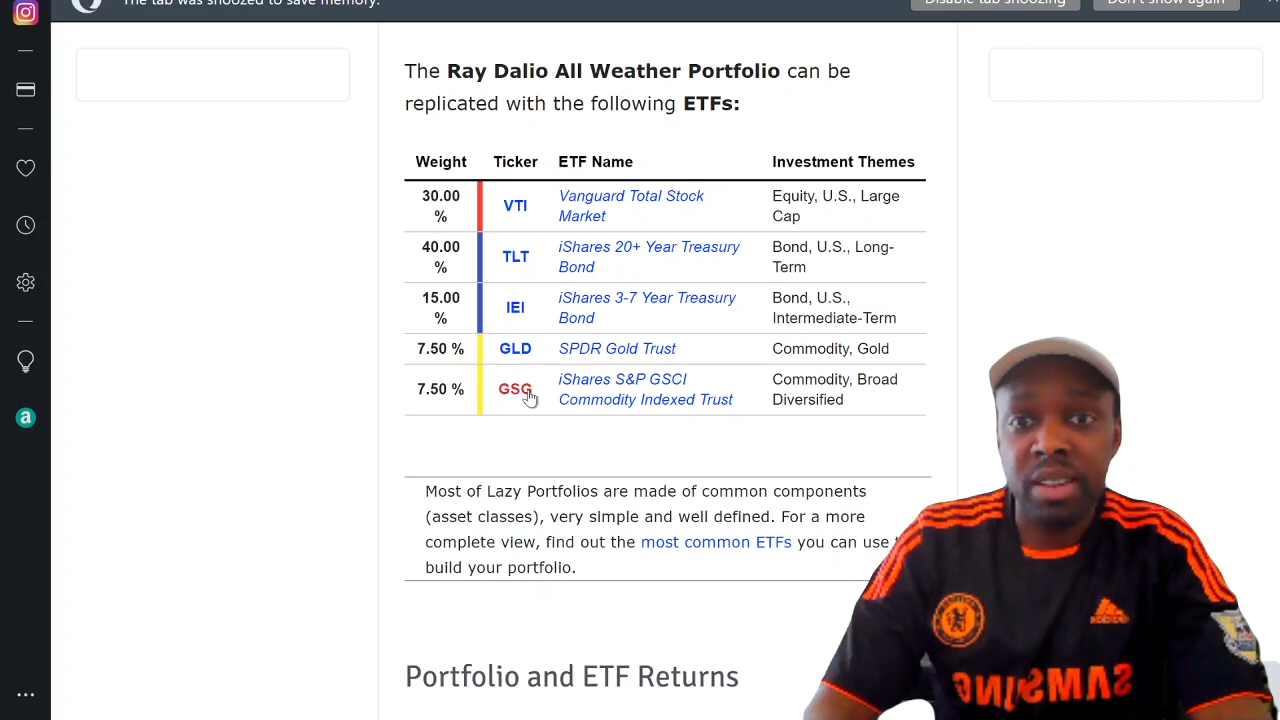 The tab was snoozed to save memory.
Disable tab snoozing
Don't show again
The Ray Dalio All Weather Portfolio can be
replicated with the following ETFs:
Weight Ticker ETF Name Investment Themes
30.00 % VTI Vanguard Total Stock Market Equity, U.S., Large Cap
40.00 % TLT iShares 20+ Year Treasury Bond Bond, U.S., Long-Term
15.00 % IEI iShares 3-7 Year Treasury Bond Bond, U.S., Intermediate-Term
7.50 % GLD SPDR Gold Trust Commodity, Gold
7.50 % GSG iShares S&P GSCI Commodity Indexed Trust Commodity, Broad Diversified
Most of Lazy Portfolios are made of common components
(asset classes), very simple and well defined. For a more
complete view, find out the most common ETFs you can use
build your portfolio.
Portfolio and ETF Returns
a
adidas
SAMSUNG